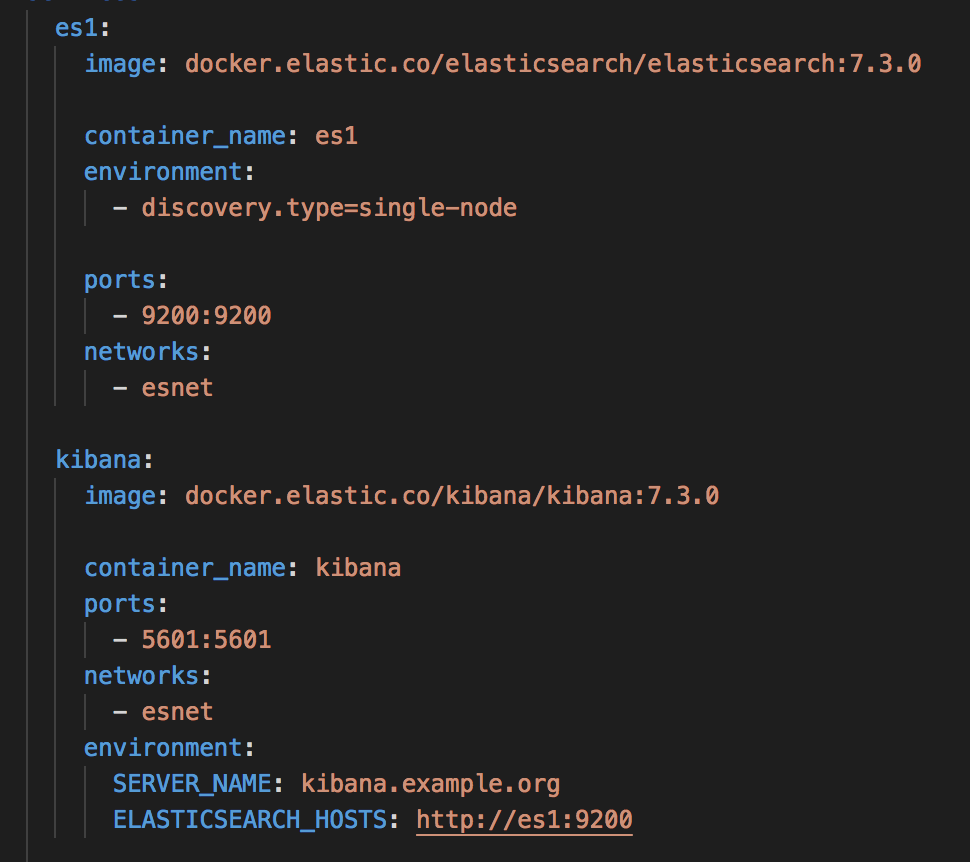 es1:
image: docker.elastic.co/elasticsearch/elasticsearch:7.3.0
container_name: es1
environment:
- discovery.type=single-node
ports:
- 9200:9200
networks:
- esnet
kibana:
image: docker.elastic.co/kibana/kibana:7.3.0
container_name: kibana
ports:
- 5601:5601
networks:
- esnet
environment:
SERVER_NAME: kibana.example.org
ELASTICSEARCH_HOSTS: http://es1:9200